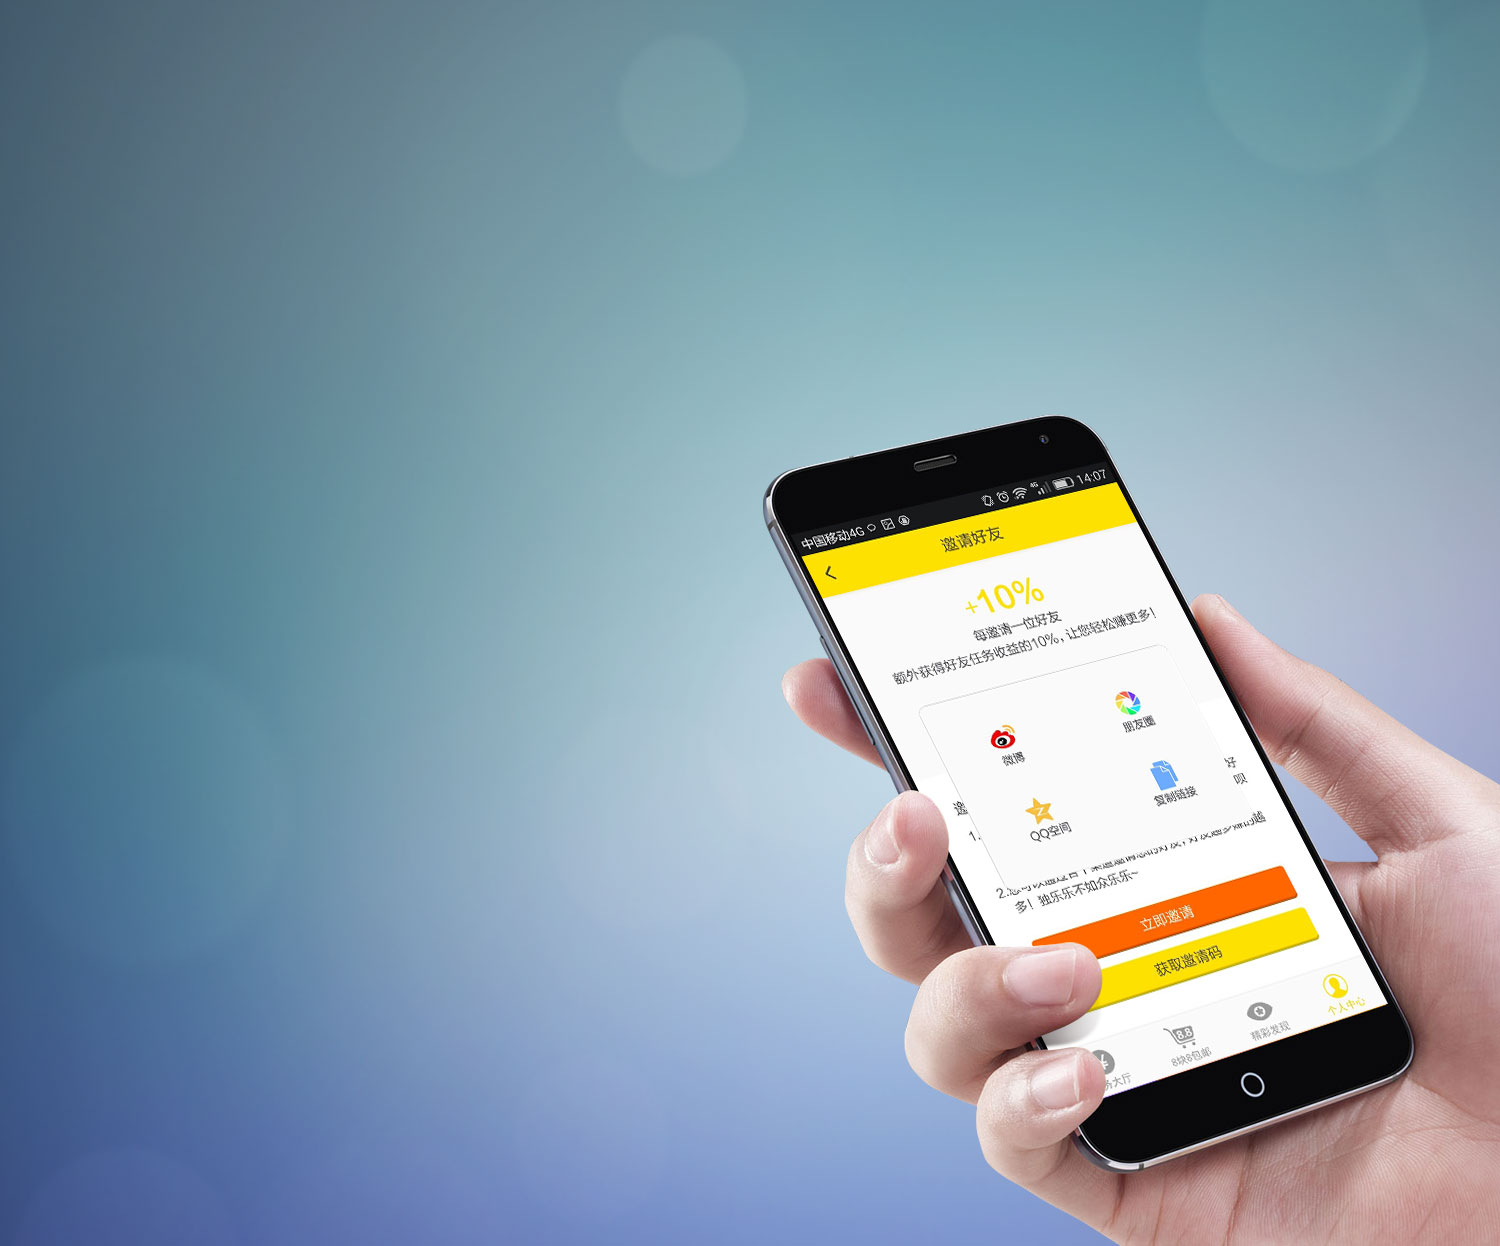 中国移动4G
4G
14:07
邀请好友
+10%
每邀请一位好友
额外获得好友任务收益的10%, 让您轻松赚更多!
微博
朋友圈
QQ空间
复制链接
邀
好
1.
呗
2.
越
多! 独乐乐不如众乐乐~
立即邀请
获取邀请码
务大厅
8.8
8块8包邮
精彩发现
个人中心